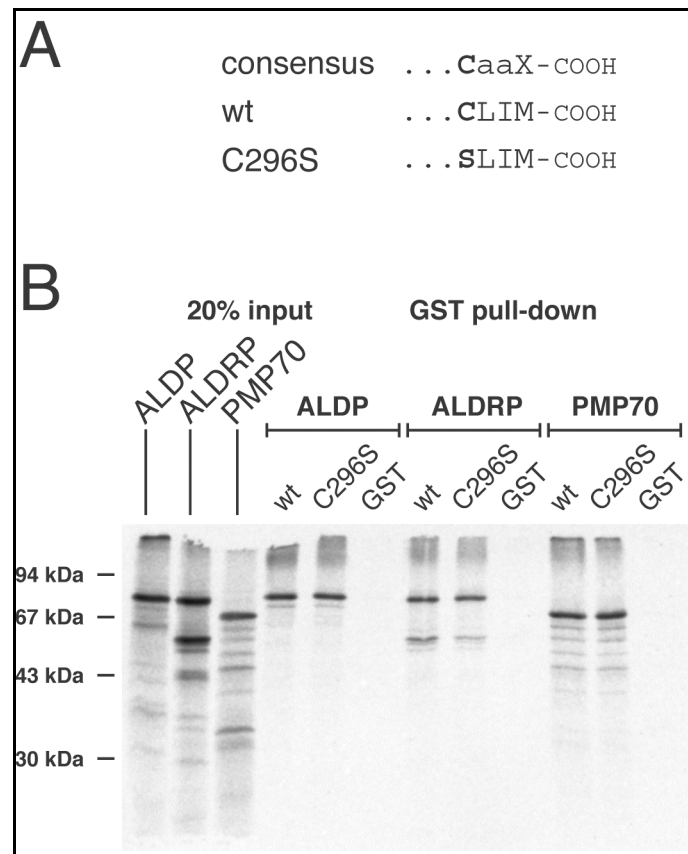 A
consensus ...CaaX-COOH
wt ...CLIM-COOH
C296S ...SLIM-COOH
B
20% input GST pull-down
ALDP ALDRP PMP70
ALDP ALDRP PMP70
wt C296S GST wt C296S GST wt C296S GST
94 kDa
67 kDa
43 kDa
30 kDa